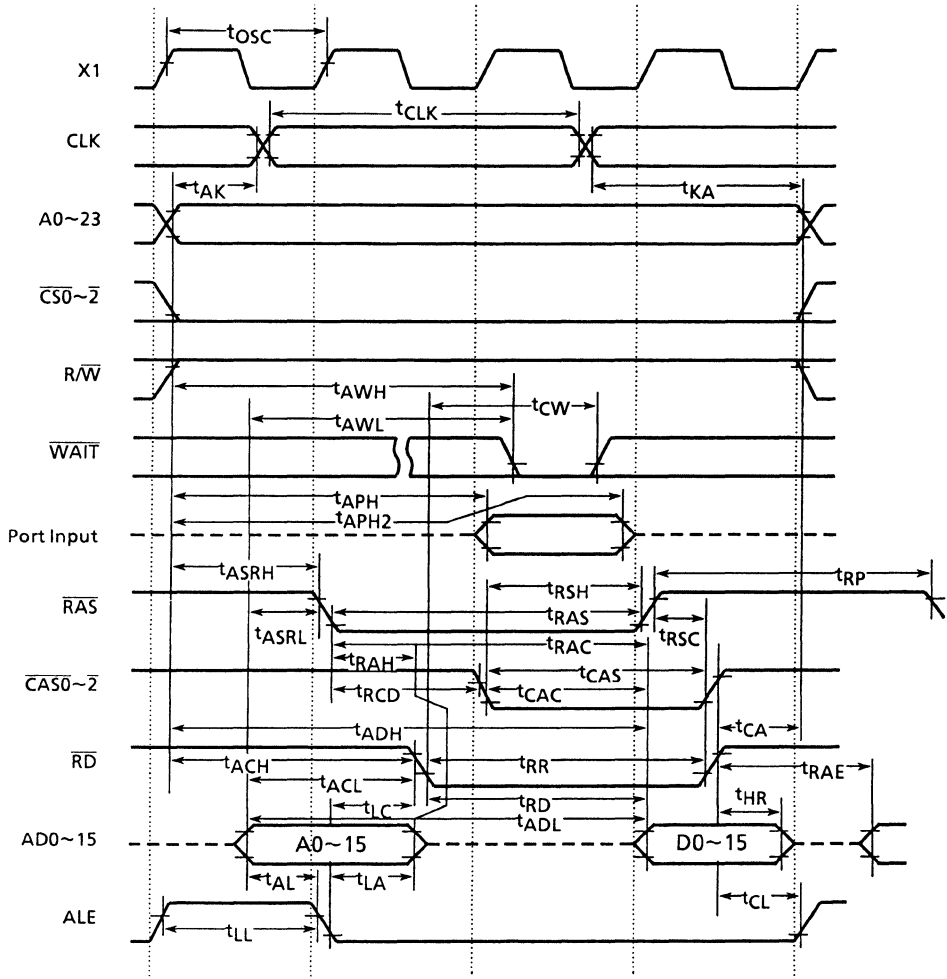 tOSC
X1
tCLK
CLK
tAK
tKA
A0~23
CS0~2
R/W
tAWH
tCW
tAWL
WAIT
tAPH
tAPH2
Port Input
tASRH
tRSH
tRP
RAS
tRAS
tASRL
tRAC
tRSC
tRAH
CAS0~2
tCAS
tRCD
tCAC
tADH
tCA
RD
tACH
tRR
tRAE
tACL
tRD
tHR
tLC
tADL
AD0~15
A0~15
D0~15
tAL
tLA
tCL
ALE
tLL